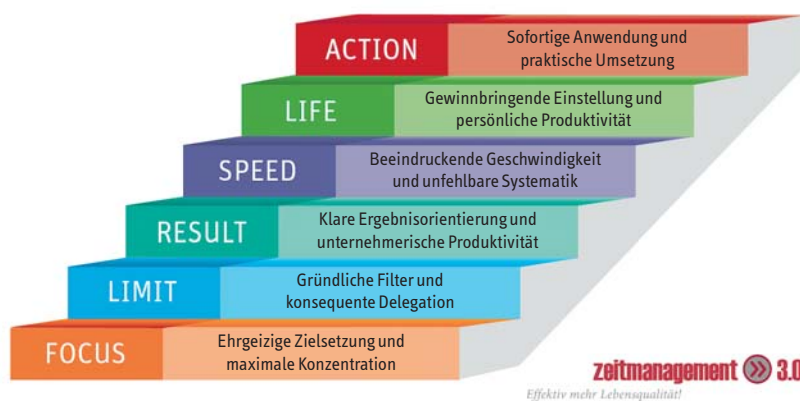 ACTION
Sofortige Anwendung und
praktische Umsetzung
LIFE
Gewinnbringende Einstellung und
persönliche Produktivität
SPEED
Beeindruckende Geschwindigkeit
und unfehlbare Systematik
RESULT
Klare Ergebnisorientierung und
unternehmerische Produktivität
LIMIT
Gründliche Filter und
konsequente Delegation
FOCUS
Ehrgeizige Zielsetzung und
maximale Konzentration
zeitmanagement 3.0
Effektiv mehr Lebensqualität!